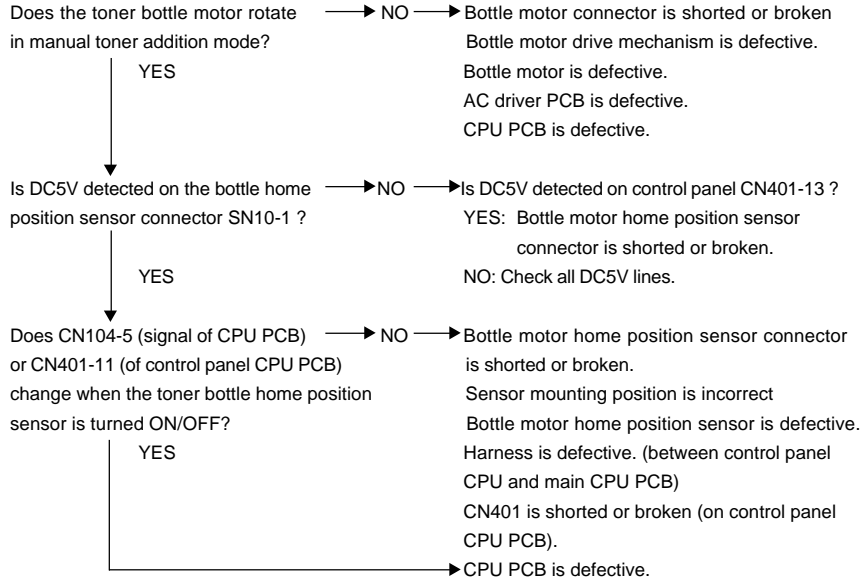 Does the toner bottle motor rotate
in manual toner addition mode?
NO
Bottle motor connector is shorted or broken
Bottle motor drive mechanism is defective.
Bottle motor is defective.
AC driver PCB is defective.
CPU PCB is defective.
YES
Is DC5V detected on the bottle home
position sensor connector SN10-1 ?
NO
Is DC5V detected on control panel CN401-13 ?
YES: Bottle motor home position sensor
connector is shorted or broken.
NO: Check all DC5V lines.
YES
Does CN104-5 (signal of CPU PCB)
or CN401-11 (of control panel CPU PCB)
change when the toner bottle home position
sensor is turned ON/OFF?
NO
Bottle motor home position sensor connector
is shorted or broken.
Sensor mounting position is incorrect
Bottle motor home position sensor is defective.
Harness is defective. (between control panel
CPU and main CPU PCB)
CN401 is shorted or broken (on control panel
CPU PCB).
YES
CPU PCB is defective.